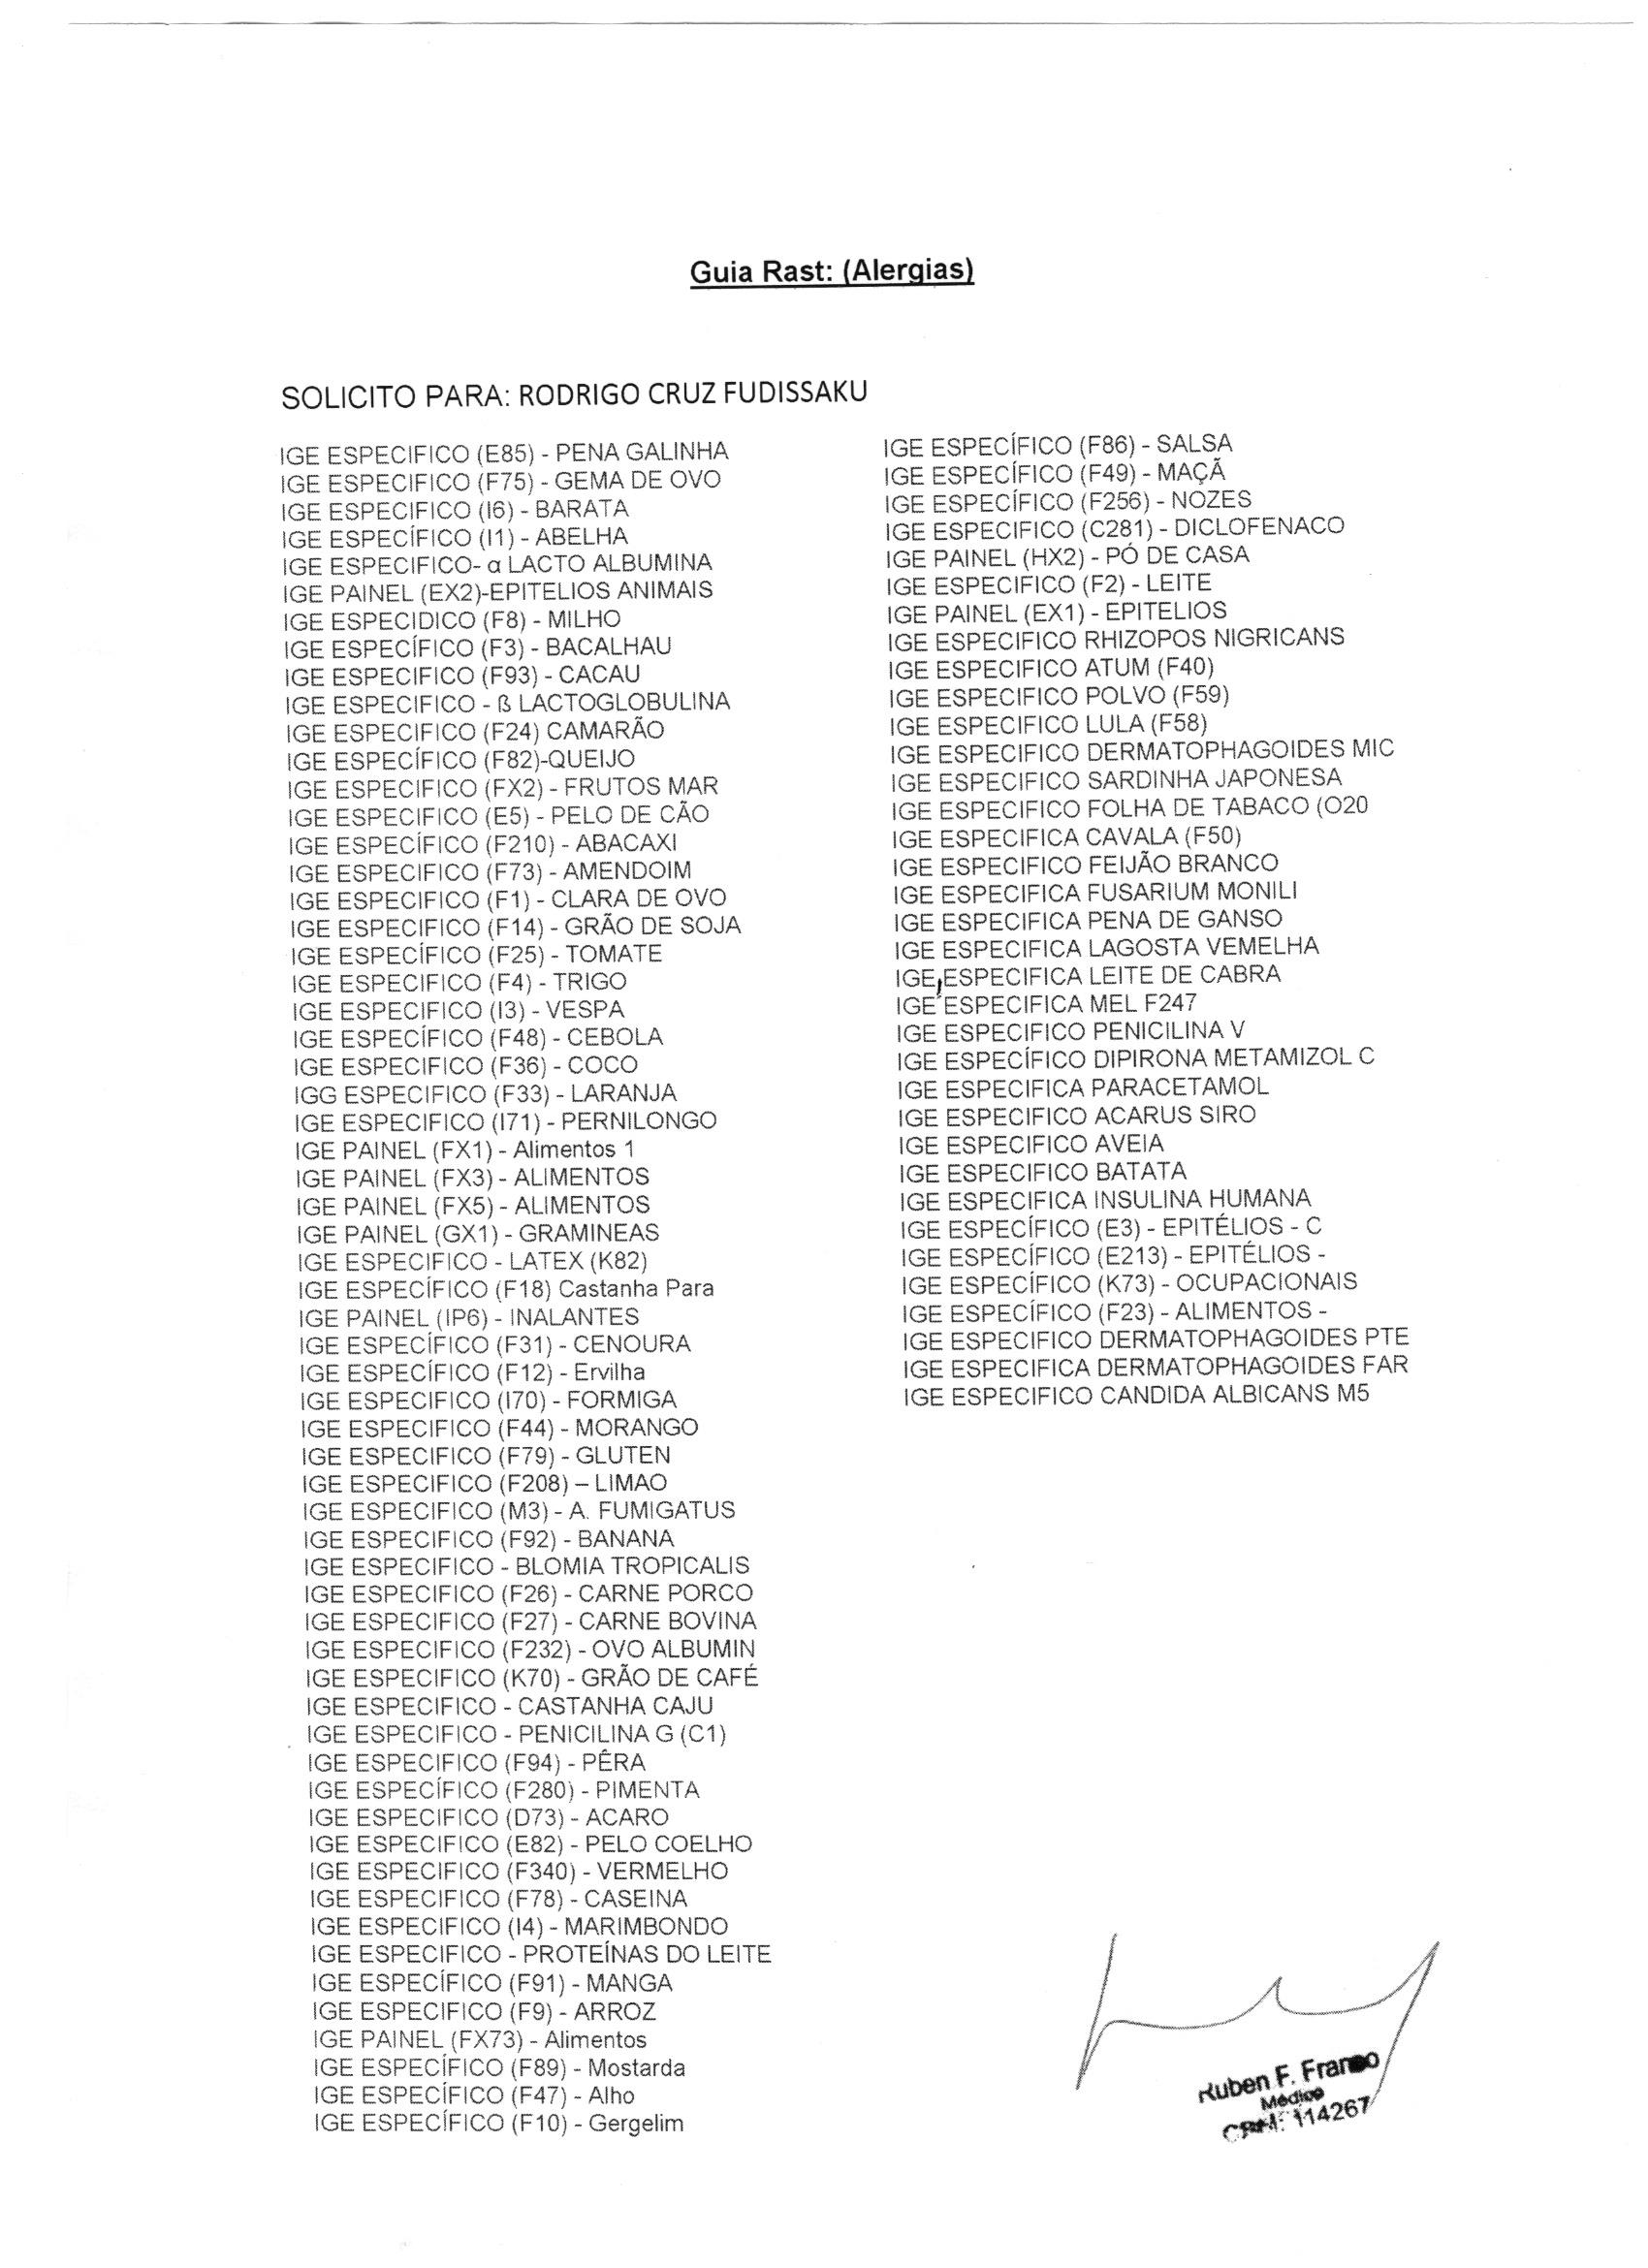 Guia Rast: (Alergias)
SOLICITO PARA: RODRIGO CRUZ FUDISSAKU
IGE ESPECIFICO (E85) - PENA GALINHA
IGE ESPECIFICO (F75) - GEMA DE OVO
IGE ESPECIFICO (I6) - BARATA
IGE ESPECÍFICO (I1) - ABELHA
IGE ESPECIFICO- α LACTO ALBUMINA
IGE PAINEL (EX2)-EPITELIOS ANIMAIS
IGE ESPECIDICO (F8) - MILHO
IGE ESPECÍFICO (F3) - BACALHAU
IGE ESPECIFICO (F93) - CACAU
IGE ESPECIFICO - ß LACTOGLOBULINA
IGE ESPECIFICO (F24) CAMARÃO
IGE ESPECÍFICO (F82)-QUEIJO
IGE ESPECIFICO (FX2) - FRUTOS MAR
IGE ESPECIFICO (E5) - PELO DE CÃO
IGE ESPECÍFICO (F210) - ABACAXI
IGE ESPECIFICO (F73) - AMENDOIM
IGE ESPECIFICO (F1) - CLARA DE OVO
IGE ESPECIFICO (F14) - GRÃO DE SOJA
IGE ESPECÍFICO (F25) - TOMATE
IGE ESPECIFICO (F4) - TRIGO
IGE ESPECIFICO (I3) - VESPA
IGE ESPECÍFICO (F48) - CEBOLA
IGE ESPECIFICO (F36) - COCO
IGG ESPECIFICO (F33) - LARANJA
IGE ESPECIFICO (I71) - PERNILONGO
IGE PAINEL (FX1) - Alimentos 1
IGE PAINEL (FX3) - ALIMENTOS
IGE PAINEL (FX5) - ALIMENTOS
IGE PAINEL (GX1) - GRAMINEAS
IGE ESPECIFICO - LATEX (K82)
IGE ESPECÍFICO (F18) Castanha Para
IGE PAINEL (IP6) - INALANTES
IGE ESPECÍFICO (F31) - CENOURA
IGE ESPECÍFICO (F12) - Ervilha
IGE ESPECIFICO (I70) - FORMIGA
IGE ESPECIFICO (F44) - MORANGO
IGE ESPECIFICO (F79) - GLUTEN
IGE ESPECIFICO (F208) – LIMAO
IGE ESPECIFICO (M3) - A. FUMIGATUS
IGE ESPECIFICO (F92) - BANANA
IGE ESPECIFICO - BLOMIA TROPICALIS
IGE ESPECIFICO (F26) - CARNE PORCO
IGE ESPECIFICO (F27) - CARNE BOVINA
IGE ESPECIFICO (F232) - OVO ALBUMIN
IGE ESPECIFICO (K70) - GRÃO DE CAFÉ
IGE ESPECIFICO - CASTANHA CAJU
IGE ESPECIFICO - PENICILINA G (C1)
IGE ESPECIFICO (F94) - PÊRA
IGE ESPECÍFICO (F280) - PIMENTA
IGE ESPECIFICO (D73) - ACARO
IGE ESPECIFICO (E82) - PELO COELHO
IGE ESPECIFICO (F340) - VERMELHO
IGE ESPECIFICO (F78) - CASEINA
IGE ESPECIFICO (I4) - MARIMBONDO
IGE ESPECIFICO - PROTEÍNAS DO LEITE
IGE ESPECÍFICO (F91) - MANGA
IGE ESPECIFICO (F9) - ARROZ
IGE PAINEL (FX73) - Alimentos
IGE ESPECÍFICO (F89) - Mostarda
IGE ESPECÍFICO (F47) - Alho
IGE ESPECÍFICO (F10) - Gergelim
IGE ESPECÍFICO (F86) - SALSA
IGE ESPECÍFICO (F49) - MAÇÃ
IGE ESPECÍFICO (F256) - NOZES
IGE ESPECIFICO (C281) - DICLOFENACO
IGE PAINEL (HX2) - PÓ DE CASA
IGE ESPECIFICO (F2) - LEITE
IGE PAINEL (EX1) - EPITELIOS
IGE ESPECIFICO RHIZOPOS NIGRICANS
IGE ESPECIFICO ATUM (F40)
IGE ESPECIFICO POLVO (F59)
IGE ESPECIFICO LULA (F58)
IGE ESPECIFICO DERMATOPHAGOIDES MIC
IGE ESPECIFICO SARDINHA JAPONESA
IGE ESPECIFICO FOLHA DE TABACO (O20
IGE ESPECIFICA CAVALA (F50)
IGE ESPECIFICO FEIJÃO BRANCO
IGE ESPECIFICA FUSARIUM MONILI
IGE ESPECIFICA PENA DE GANSO
IGE ESPECIFICA LAGOSTA VEMELHA
IGE ESPECIFICA LEITE DE CABRA
IGE ESPECIFICA MEL F247
IGE ESPECIFICO PENICILINA V
IGE ESPECÍFICO DIPIRONA METAMIZOL C
IGE ESPECIFICA PARACETAMOL
IGE ESPECIFICO ACARUS SIRO
IGE ESPECIFICO AVEIA
IGE ESPECIFICO BATATA
IGE ESPECIFICA INSULINA HUMANA
IGE ESPECÍFICO (E3) - EPITÉLIOS - C
IGE ESPECÍFICO (E213) - EPITÉLIOS -
IGE ESPECÍFICO (K73) - OCUPACIONAIS
IGE ESPECÍFICO (F23) - ALIMENTOS -
IGE ESPECIFICO DERMATOPHAGOIDES PTE
IGE ESPECIFICA DERMATOPHAGOIDES FAR
IGE ESPECIFICO CANDIDA ALBICANS M5
Ruben F. Franco
Médico
CRM: 114267